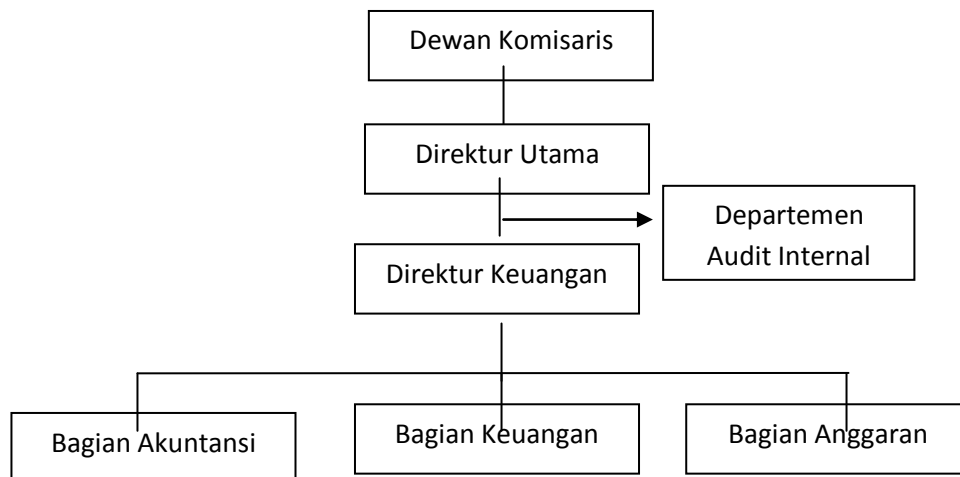 Dewan Komisaris
Direktur Utama
Departemen
Audit Internal
Direktur Keuangan
Bagian Akuntansi
Bagian Keuangan
Bagian Anggaran